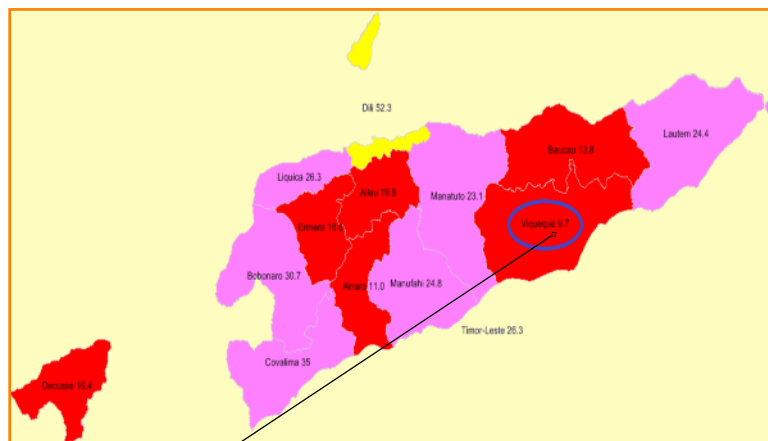 Dili 52.3
Lautem 24.4
Baucau 13.8
Liquica 26.3
Aileu 19.9
Manatuto 23.1
Viqueque 9.7
Ermera
Bobonaro 30.7
Ainaro 11.0
Manufahi 24.8
Timor-Leste 26.3
Covalima 35
Oecusse 16.4